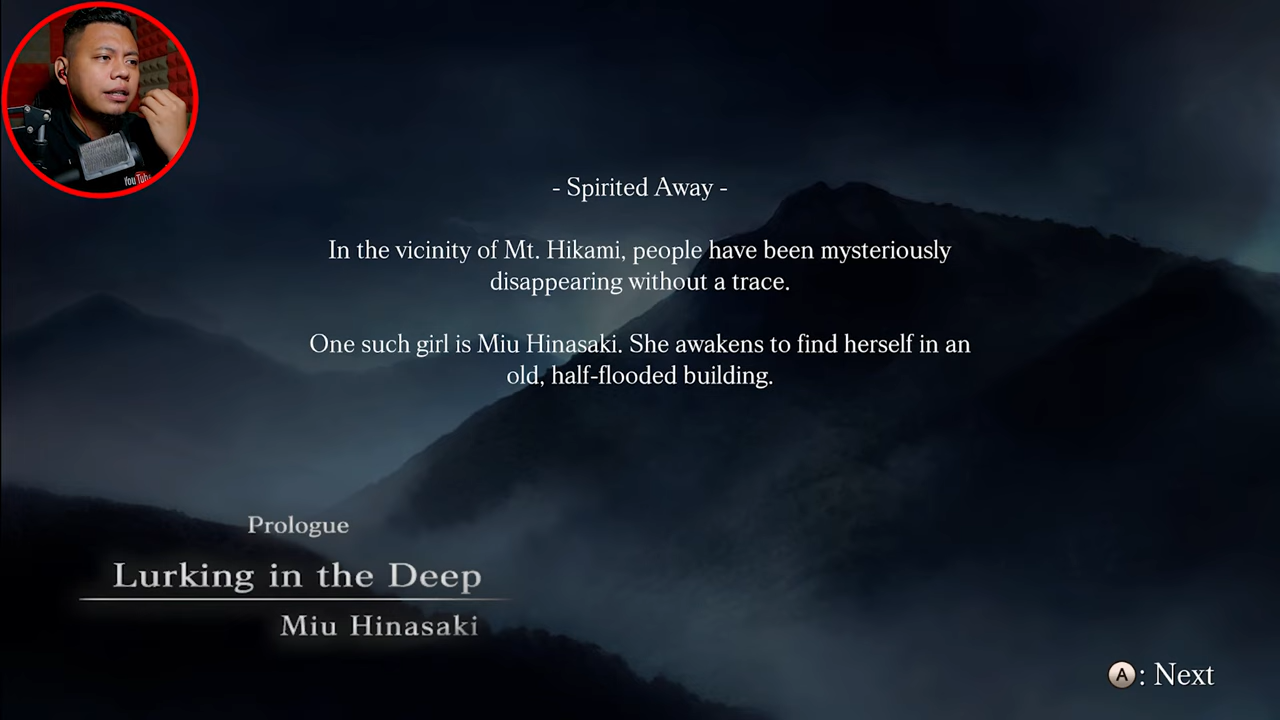 YouTube
- Spirited Away -
In the vicinity of Mt. Hikami, people have been mysteriously
disappearing without a trace.
One such girl is Miu Hinasaki. She awakens to find herself in an
old, half-flooded building.
Prologue
Lurking in the Deep
Miu Hinasaki
A : Next